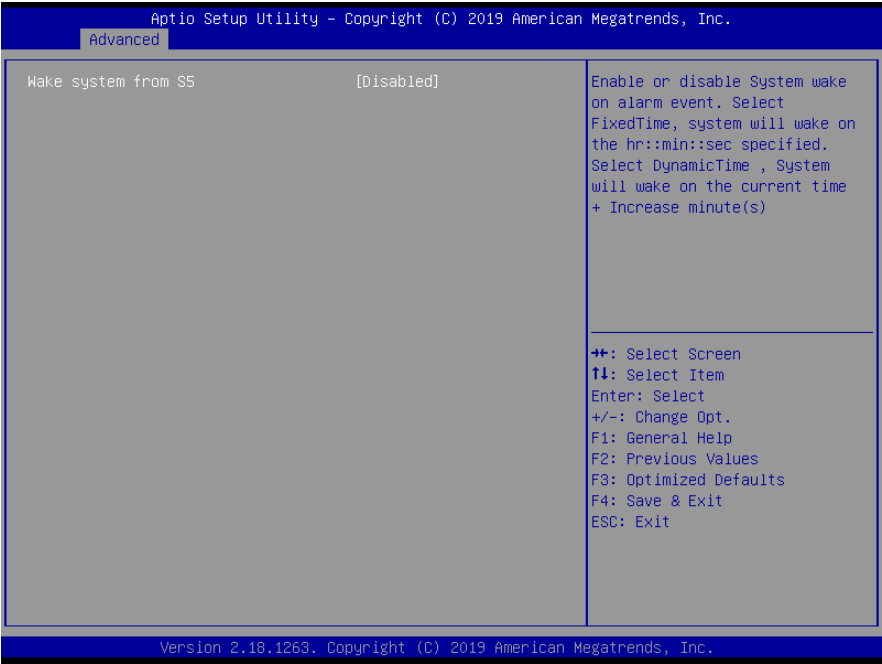 Aptio Setup Utility – Copyright (C) 2019 American Megatrends, Inc.
Advanced
Wake system from S5 [Disabled]
Enable or disable System wake
on alarm event. Select
FixedTime, system will wake on
the hr::min::sec specified.
Select DynamicTime , System
will wake on the current time
+ Increase minute(s)
→←: Select Screen
↑↓: Select Item
Enter: Select
+/-: Change Opt.
F1: General Help
F2: Previous Values
F3: Optimized Defaults
F4: Save & Exit
ESC: Exit
Version 2.18.1263. Copyright (C) 2019 American Megatrends, Inc.